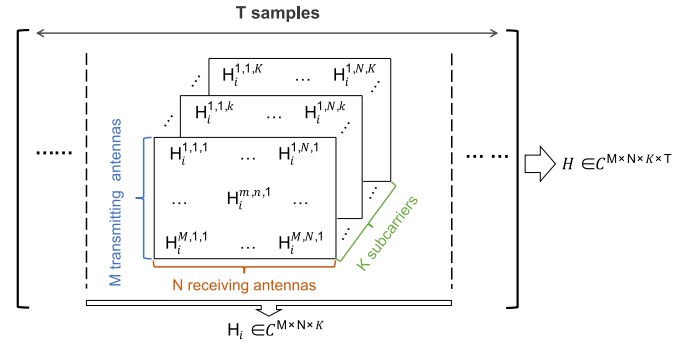 T samples
H_i^{1,1,K} ... H_i^{1,N,K}
H_i^{1,1,k} ... H_i^{1,N,k}
H_i^{1,1,1} ... H_i^{1,N,1}
... H_i^{m,n,1} ...
H_i^{M,1,1} ... H_i^{M,N,1}
M transmitting antennas
N receiving antennas
K subcarriers
...... 
... ...
H ∈ C^{M×N×K×T}
H_i ∈ C^{M×N×K}